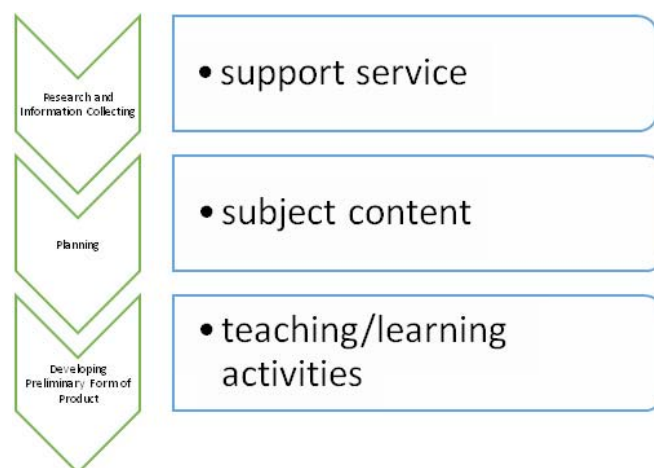 Research and
Information Collecting
• support service
Planning
• subject content
Developing
Preliminary Form of
Product
• teaching/learning
activities